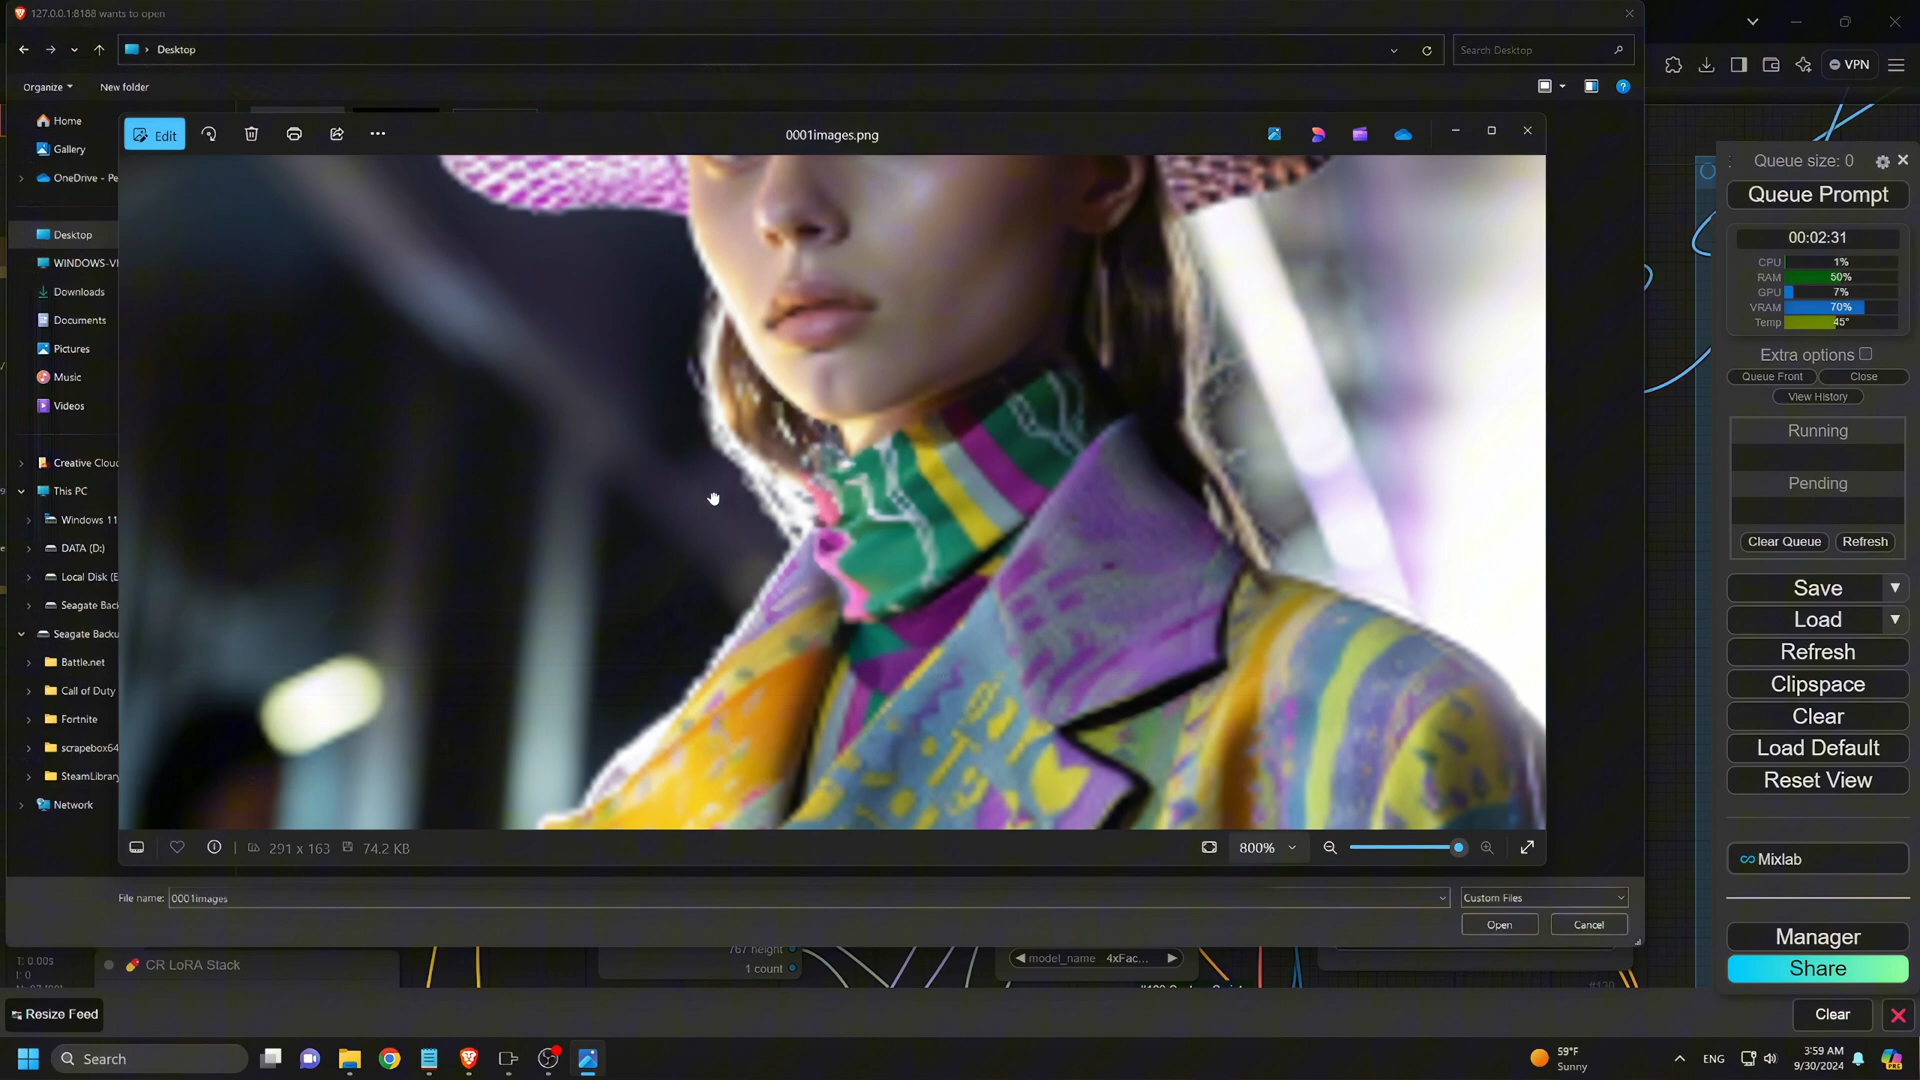 127.0.0.1:8188 wants to open
Desktop
Search Desktop
Organize
New folder
VPN
Home
Gallery
OneDrive - Pe
Desktop
WINDOWS-VI
Downloads
Documents
Pictures
Music
Videos
Creative Cloud
This PC
Windows 11
DATA (D:)
Local Disk (E
Seagate Back
Seagate Backu
Battle.net
Call of Duty
Fortnite
scrapebox64
SteamLibrary
Network
Edit
0001images.png
291 x 163
74.2 KB
800%
File name:
0001images
Custom Files
Open
Cancel
Queue size: 0
Queue Prompt
00:02:31
CPU 1%
RAM 50%
GPU 7%
VRAM 70%
Temp 45°
Extra options
Queue Front
Close
View History
Running
Pending
Clear Queue
Refresh
Save
Load
Refresh
Clipspace
Clear
Load Default
Reset View
Mixlab
Manager
Share
T: 0.00s
I: 0
CR LoRA Stack
767 height
1 count
model_name 4xFac...
Resize Feed
Clear
Search
59°F
Sunny
ENG
3:59 AM
9/30/2024